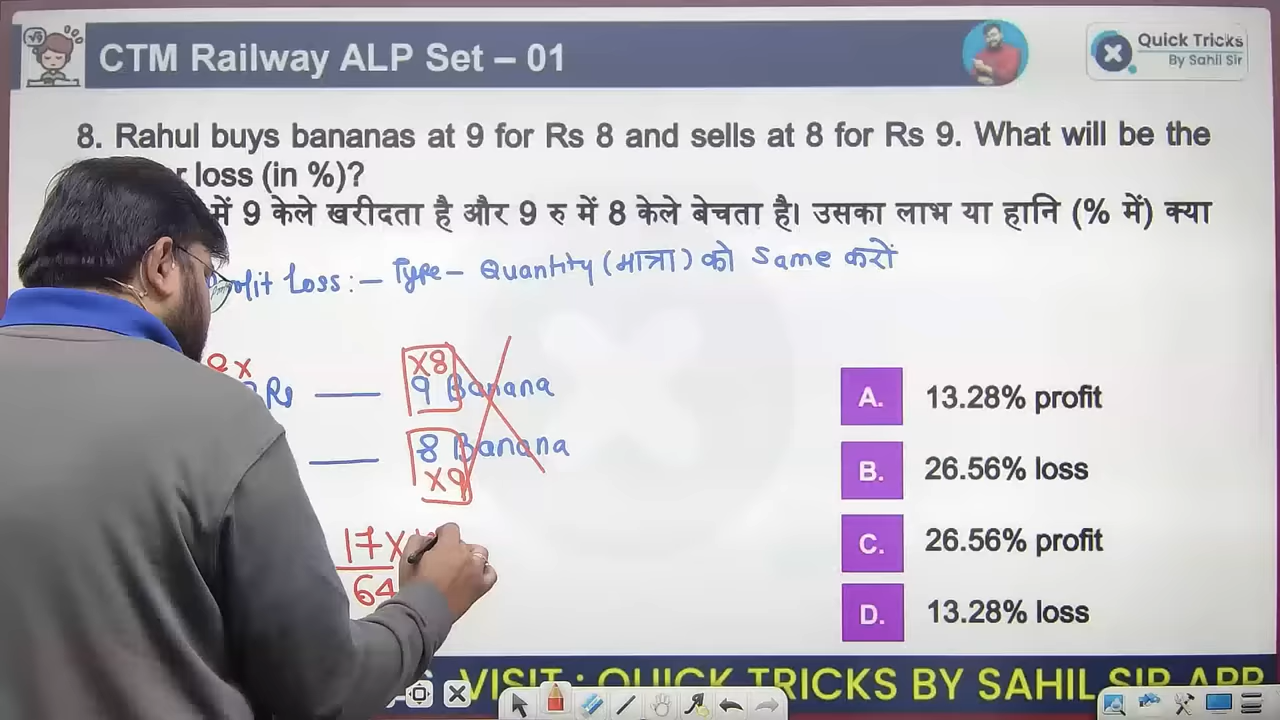 CTM Railway ALP Set – 01
Quick Tricks
By Sahil Sir
8. Rahul buys bananas at 9 for Rs 8 and sells at 8 for Rs 9. What will be the
loss (in %)?
में 9 केले खरीदता है और 9 रु में 8 केले बेचता है। उसका लाभ या हानि (% में) क्या
Loss :– Type – Quantity (मात्रा) को Same करों
×8
Rs — 9 Banana
— 8 Banana
×9
17×
64
A. 13.28% profit
B. 26.56% loss
C. 26.56% profit
D. 13.28% loss
VISIT : QUICK TRICKS BY SAHIL SIR APP